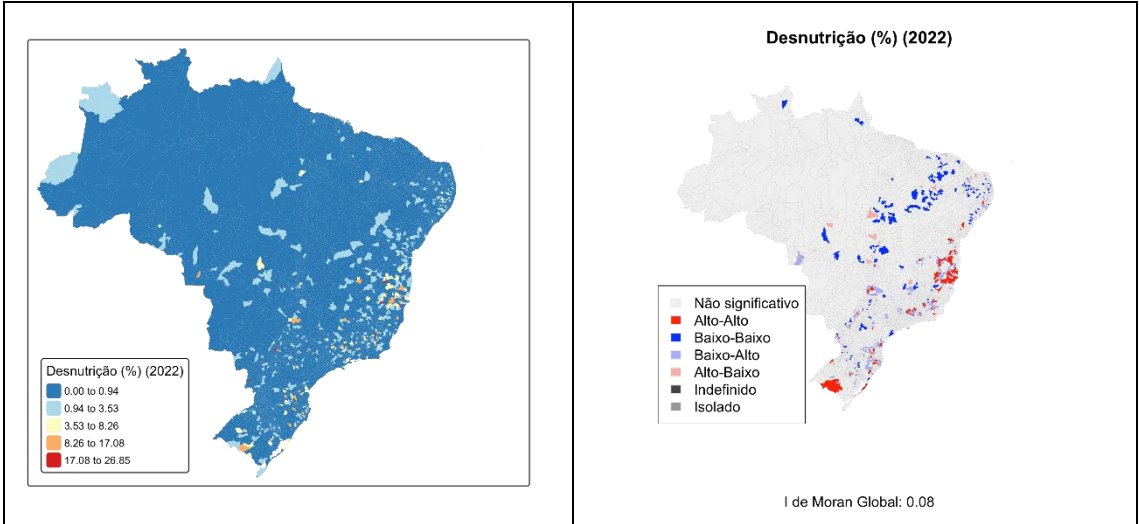 Desnutrição (%) (2022)
0.00 to 0.94
0.94 to 3.53
3.53 to 8.26
8.26 to 17.08
17.08 to 26.85
Desnutrição (%) (2022)
Não significativo
Alto-Alto
Baixo-Baixo
Baixo-Alto
Alto-Baixo
Indefinido
Isolado
I de Moran Global: 0.08